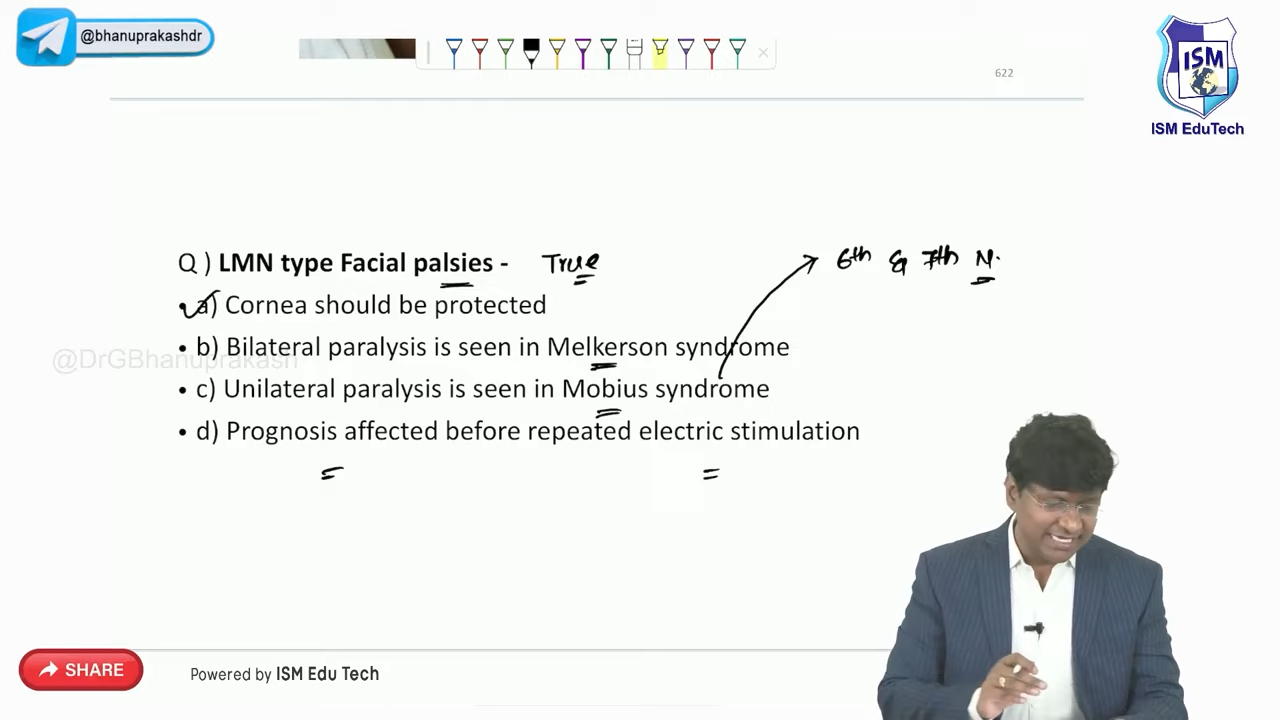 @bhanuprakashdr
622
ISM
ISM EduTech
Q ) LMN type Facial palsies - True
6th & 7th N.
• a) Cornea should be protected
• b) Bilateral paralysis is seen in Melkerson syndrome
@DrGBhanuprakash
• c) Unilateral paralysis is seen in Mobius syndrome
• d) Prognosis affected before repeated electric stimulation
SHARE
Powered by ISM Edu Tech